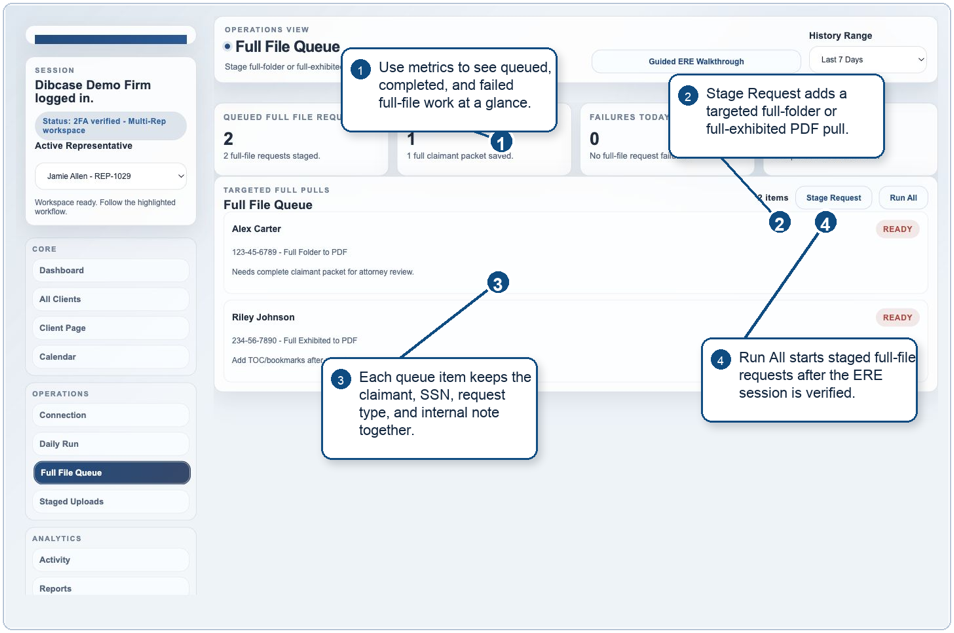 SESSION
Dibcase Demo Firm
logged in.
Status: 2FA verified - Multi-Rep
workspace
Active Representative
Jamie Allen - REP-1029
Workspace ready. Follow the highlighted
workflow.
CORE
Dashboard
All Clients
Client Page
Calendar
OPERATIONS
Connection
Daily Run
Full File Queue
Staged Uploads
ANALYTICS
Activity
Reports
OPERATIONS VIEW
Full File Queue
Stage full-folder or full-exhibited
Guided ERE Walkthrough
History Range
Last 7 Days
1
Use metrics to see queued,
completed, and failed
full-file work at a glance.
2
Stage Request adds a
targeted full-folder or
full-exhibited PDF pull.
QUEUED FULL FILE
2
2 full-file requests staged.
1
1 full claimant packet saved.
1
FAILURES TODAY
0
No full-file request
TARGETED FULL PULLS
Full File Queue
items
Stage Request
Run All
2
4
Alex Carter
READY
123-45-6789 - Full Folder to PDF
Needs complete claimant packet for attorney review.
3
Riley Johnson
READY
234-56-7890 - Full Exhibited to PDF
Add TOC/bookmarks after
3
Each queue item keeps the
claimant, SSN, request
type, and internal note
together.
4
Run All starts staged full-file
requests after the ERE
session is verified.